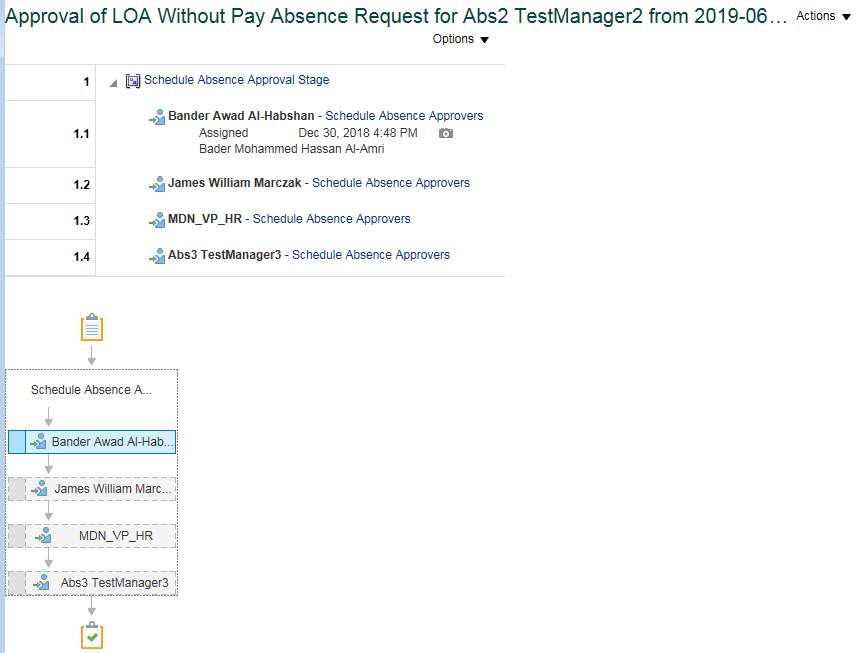 Approval of LOA Without Pay Absence Request for Abs2 TestManager2 from 2019-06... Actions
Options
1 Schedule Absence Approval Stage
1.1 Bander Awad Al-Habshan - Schedule Absence Approvers
Assigned Dec 30, 2018 4:48 PM
Bader Mohammed Hassan Al-Amri
1.2 James William Marczak - Schedule Absence Approvers
1.3 MDN_VP_HR - Schedule Absence Approvers
1.4 Abs3 TestManager3 - Schedule Absence Approvers
Schedule Absence A...
Bander Awad Al-Hab...
James William Marc...
MDN_VP_HR
Abs3 TestManager3